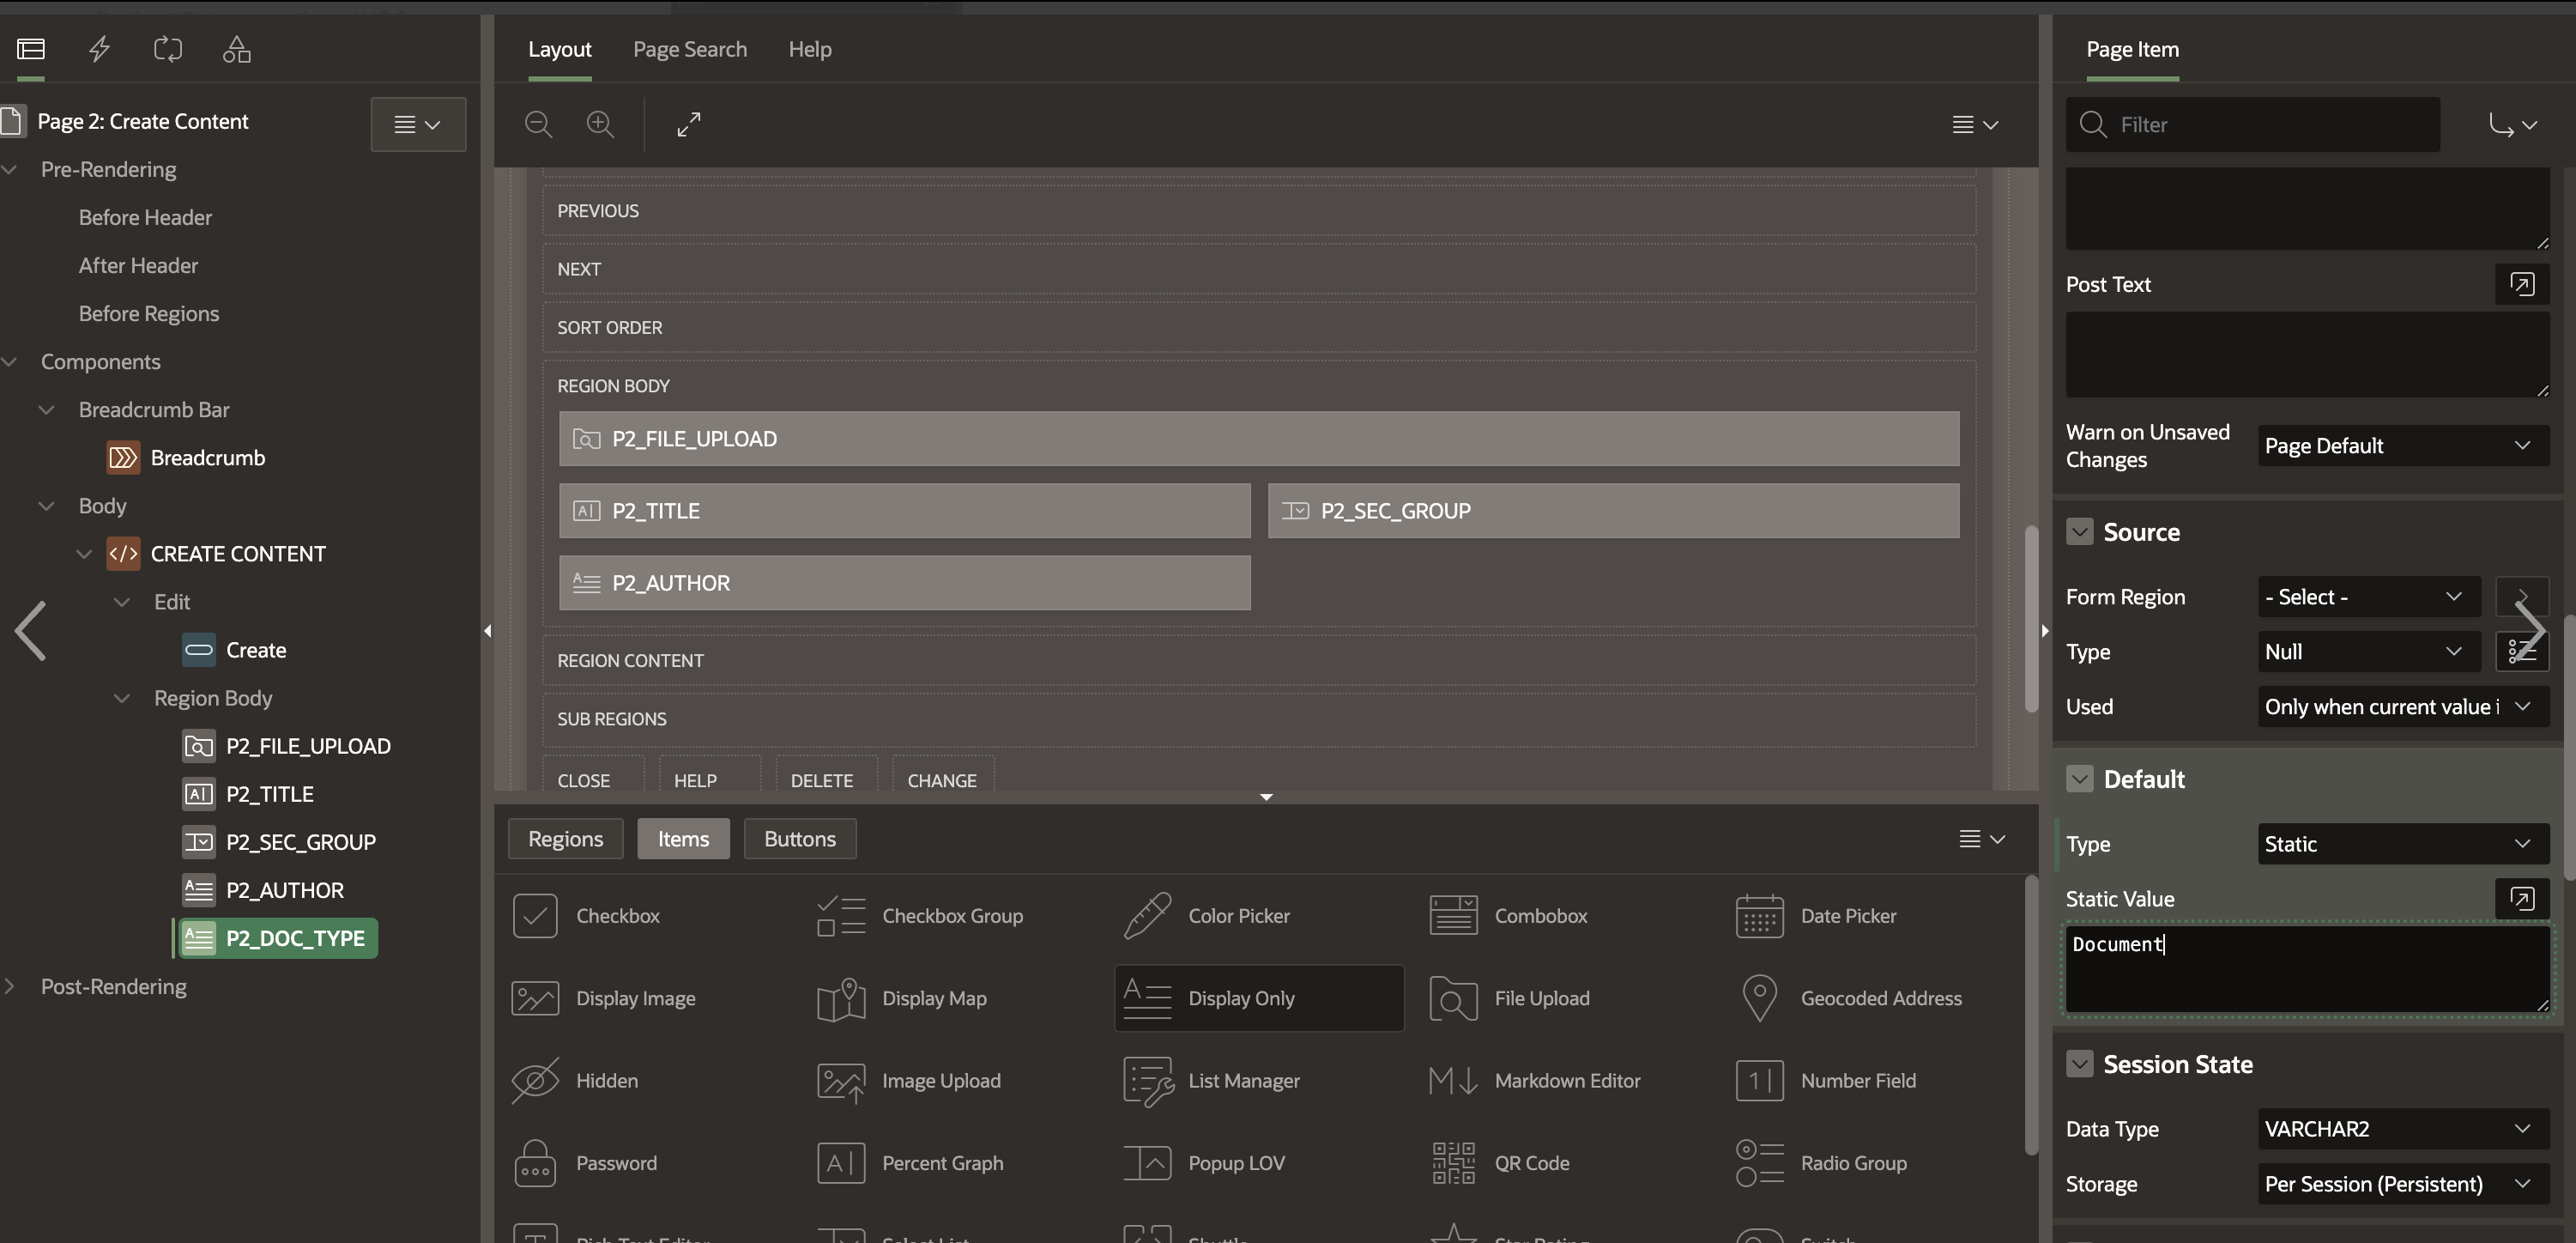 Page 2: Create Content
Pre-Rendering
Before Header
After Header
Before Regions
Components
Breadcrumb Bar
Breadcrumb
Body
CREATE CONTENT
Edit
Create
Region Body
P2_FILE_UPLOAD
P2_TITLE
P2_SEC_GROUP
P2_AUTHOR
P2_DOC_TYPE
Post-Rendering
Layout Page Search Help
PREVIOUS
NEXT
SORT ORDER
REGION BODY
P2_FILE_UPLOAD
P2_TITLE P2_SEC_GROUP
P2_AUTHOR
REGION CONTENT
SUB REGIONS
CLOSE HELP DELETE CHANGE
Regions Items Buttons
Checkbox Checkbox Group Color Picker Combobox Date Picker
Display Image Display Map Display Only File Upload Geocoded Address
Hidden Image Upload List Manager Markdown Editor Number Field
Password Percent Graph Popup LOV QR Code Radio Group
Page Item
Filter
Post Text
Warn on Unsaved
Changes
Page Default
Source
Form Region - Select -
Type Null
Used Only when current value i
Default
Type Static
Static Value
Document
Session State
Data Type VARCHAR2
Storage Per Session (Persistent)